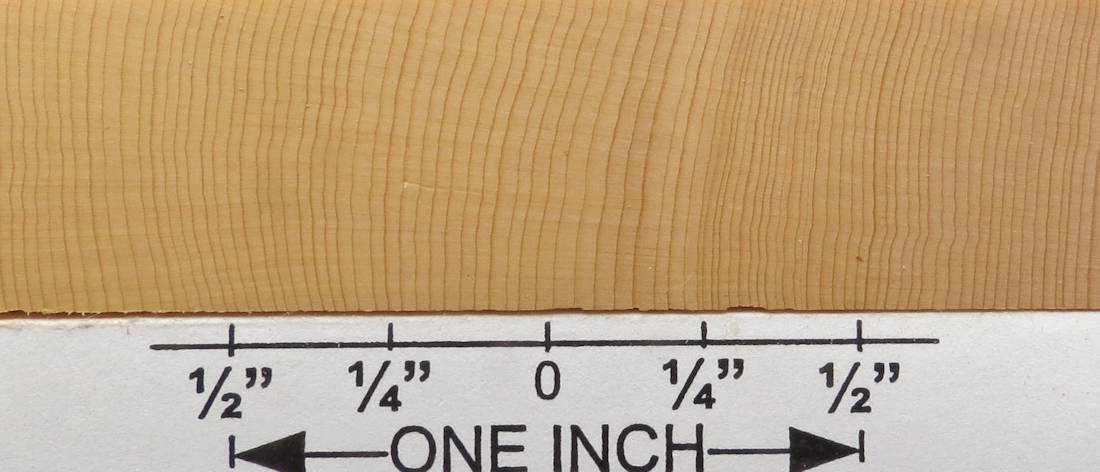 ½” ¼” 0 ¼” ½”
ONE INCH